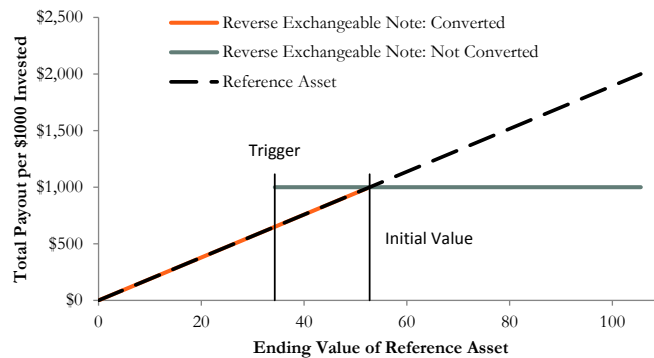 Reverse Exchangeable Note: Converted
Reverse Exchangeable Note: Not Converted
Reference Asset
Total Payout per $1000 Invested
$2,500
$2,000
$1,500
$1,000
$500
$0
Trigger
Initial Value
0 20 40 60 80 100
Ending Value of Reference Asset